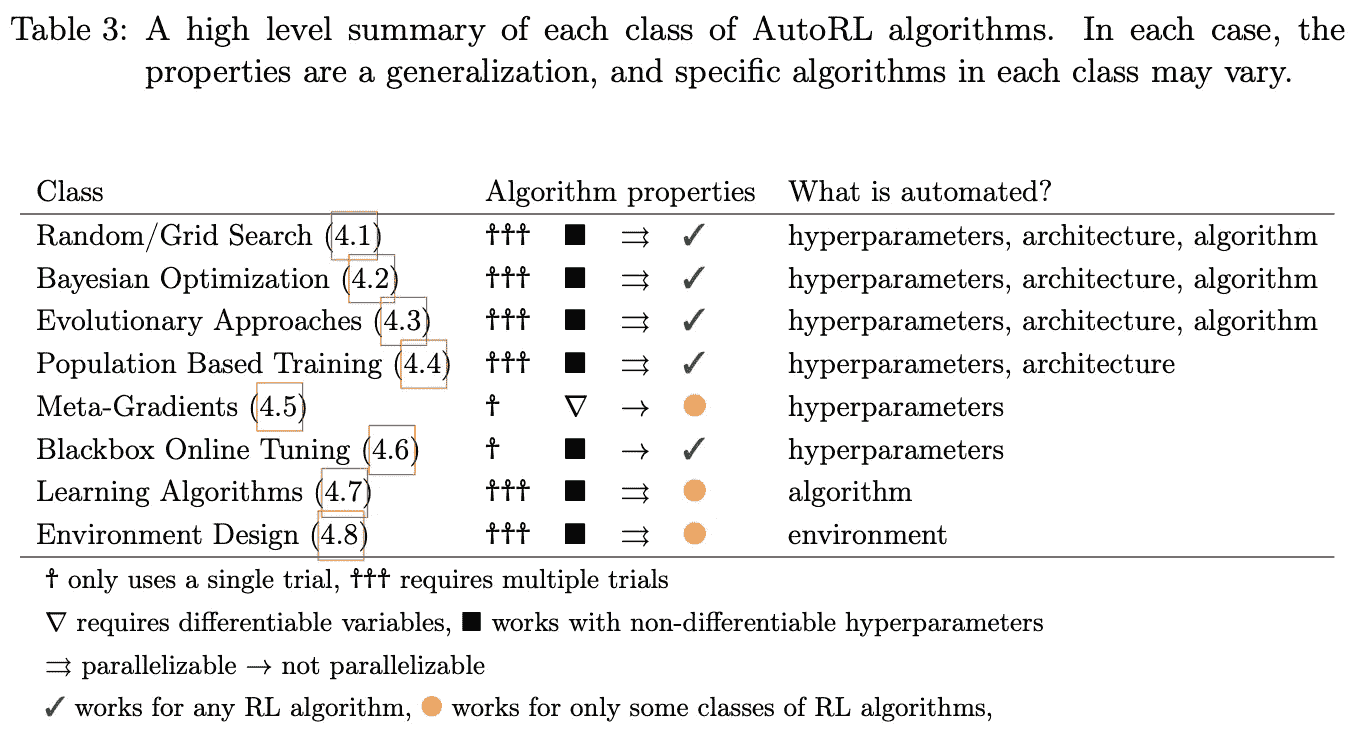 Table 3: A high level summary of each class of AutoRL algorithms. In each case, the
properties are a generalization, and specific algorithms in each class may vary.
Class Algorithm properties What is automated?
Random/Grid Search (4.1) ††† ■ ⇉ ✓ hyperparameters, architecture, algorithm
Bayesian Optimization (4.2) ††† ■ ⇉ ✓ hyperparameters, architecture, algorithm
Evolutionary Approaches (4.3) ††† ■ ⇉ ✓ hyperparameters, architecture, algorithm
Population Based Training (4.4) ††† ■ ⇉ ✓ hyperparameters, architecture
Meta-Gradients (4.5) † ∇ → ● hyperparameters
Blackbox Online Tuning (4.6) † ■ → ✓ hyperparameters
Learning Algorithms (4.7) ††† ■ ⇉ ● algorithm
Environment Design (4.8) ††† ■ ⇉ ● environment
† only uses a single trial, ††† requires multiple trials
∇ requires differentiable variables, ■ works with non-differentiable hyperparameters
⇉ parallelizable → not parallelizable
✓ works for any RL algorithm, ● works for only some classes of RL algorithms,